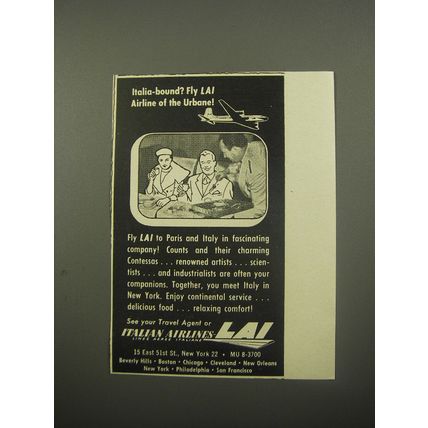 Italia-bound? Fly LAI
Airline of the Urbane!
Fly LAI to Paris and Italy in fascinating
company! Counts and their charming
Contessas . . . renowned artists . . . scien-
tists . . . and industrialists are often your
companions. Together, you meet Italy in
New York. Enjoy continental service . . .
delicious food . . . relaxing comfort!
See your Travel Agent or
ITALIAN AIRLINES LAI
LINEE AEREE ITALIANE
15 East 51st St., New York 22 • MU 8-3700
Beverly Hills • Boston • Chicago • Cleveland • New Orleans
New York • Philadelphia • San Francisco